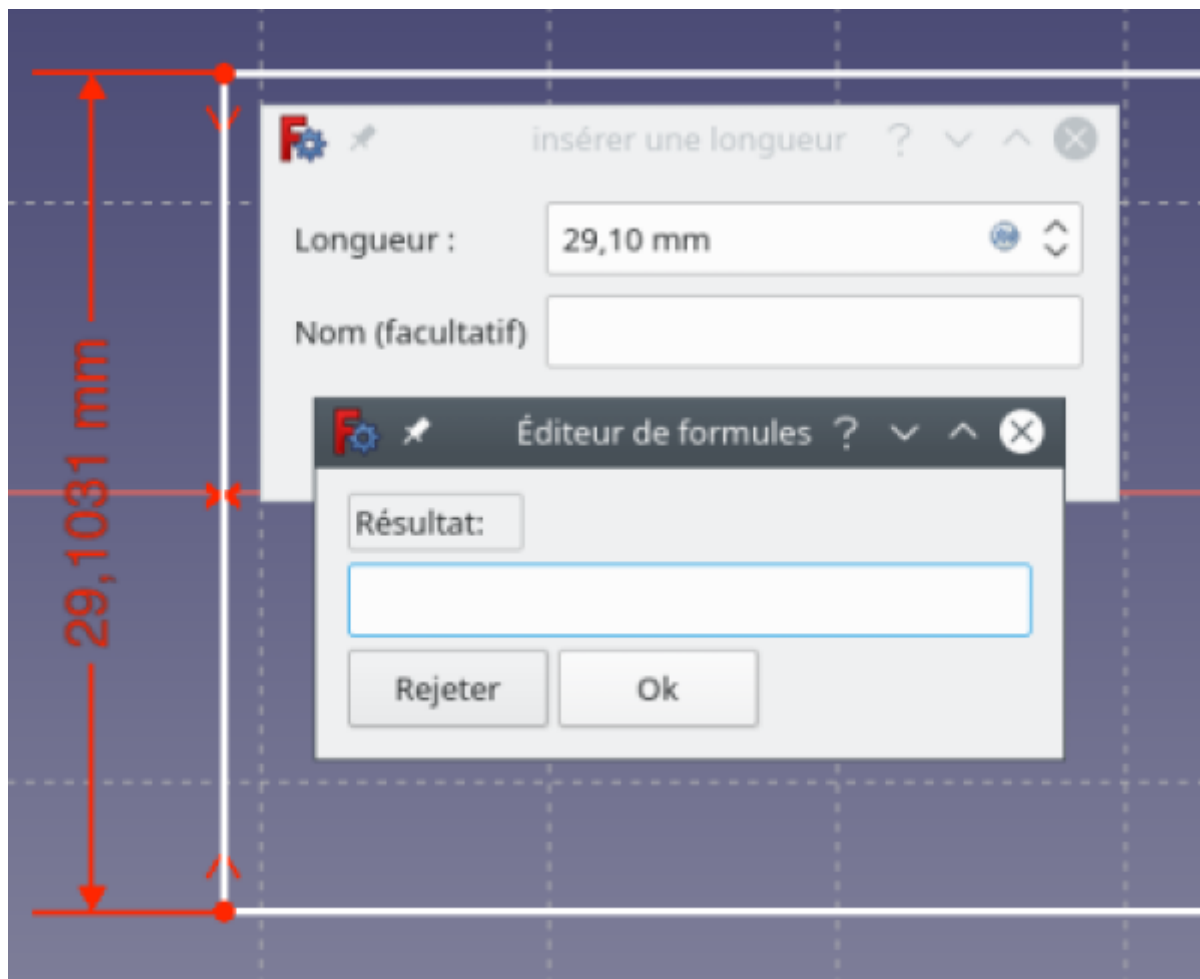 insérer une longueur
Longueur :
29,10 mm
Nom (facultatif)
Éditeur de formules
Résultat:
Rejeter
Ok
29,1031 mm